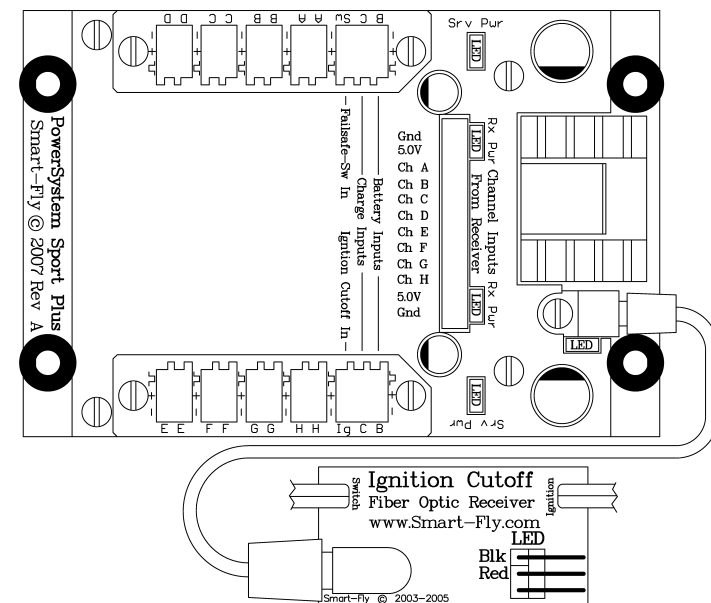 D D C C B B A A Sw C B
Srv Pwr
LED
PowerSystem Sport Plus
Smart-Fly © 2007 Rev A
Failsafe-Sw In
Charge Inputs
Battery Inputs
Igntion Cutoff In
Gnd
5.0V
Ch A
Ch B
Ch C
Ch D
Ch E
Ch F
Ch G
Ch H
5.0V
Gnd
Rx Pwr
LED
Channel Inputs
From Receiver
Rx Pwr
LED
LED
LED
Srv Pwr
E E F F G G H H Ig C B
Ignition Cutoff
Fiber Optic Receiver
www.Smart-Fly.com
Switch
Ignition
LED
Blk
Red
Smart-Fly © 2003-2005